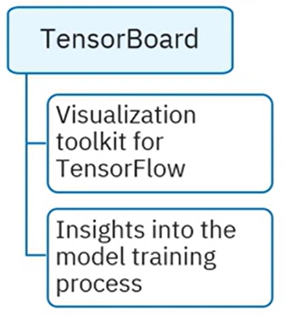 TensorBoard
Visualization
toolkit for
TensorFlow
Insights into the
model training
process